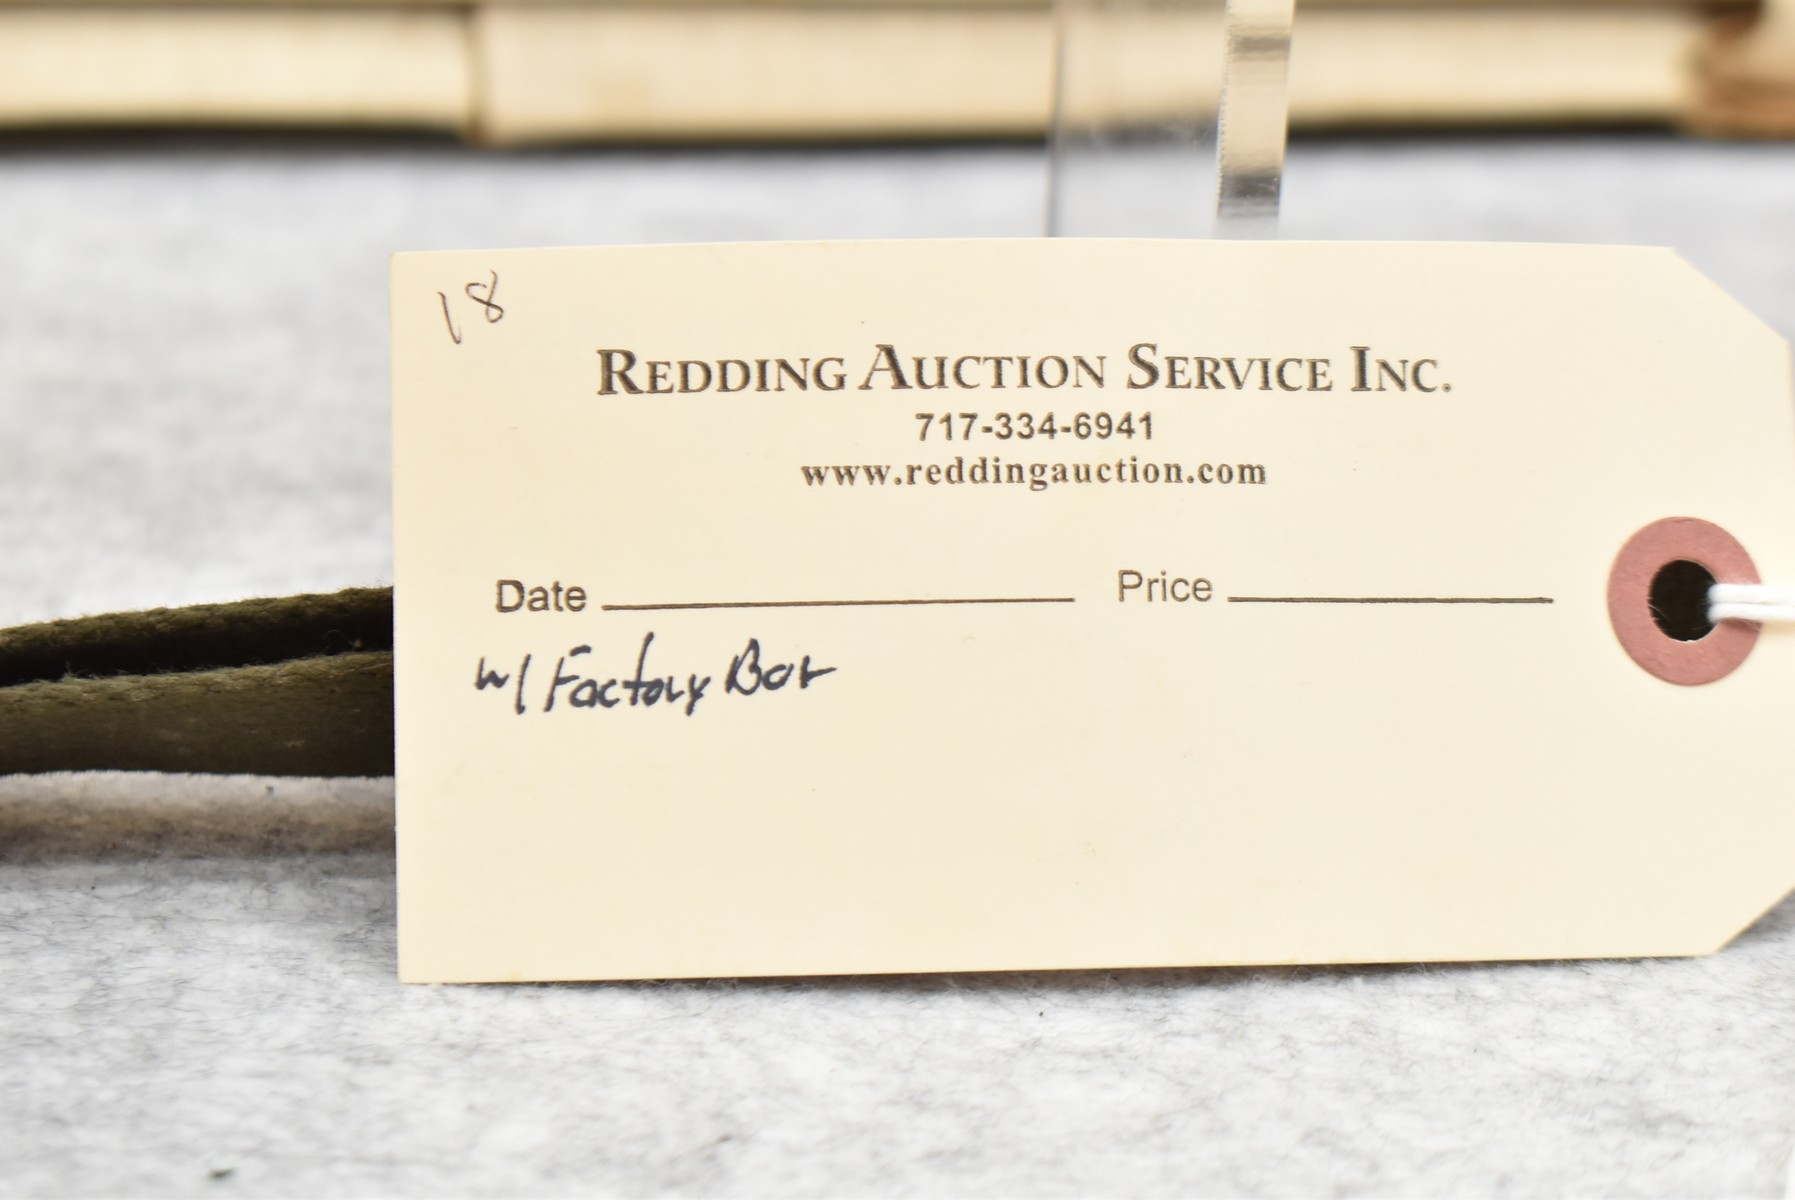 18
Redding Auction Service Inc.
717-334-6941
www.reddingauction.com
Date Price
w/ Factory Box